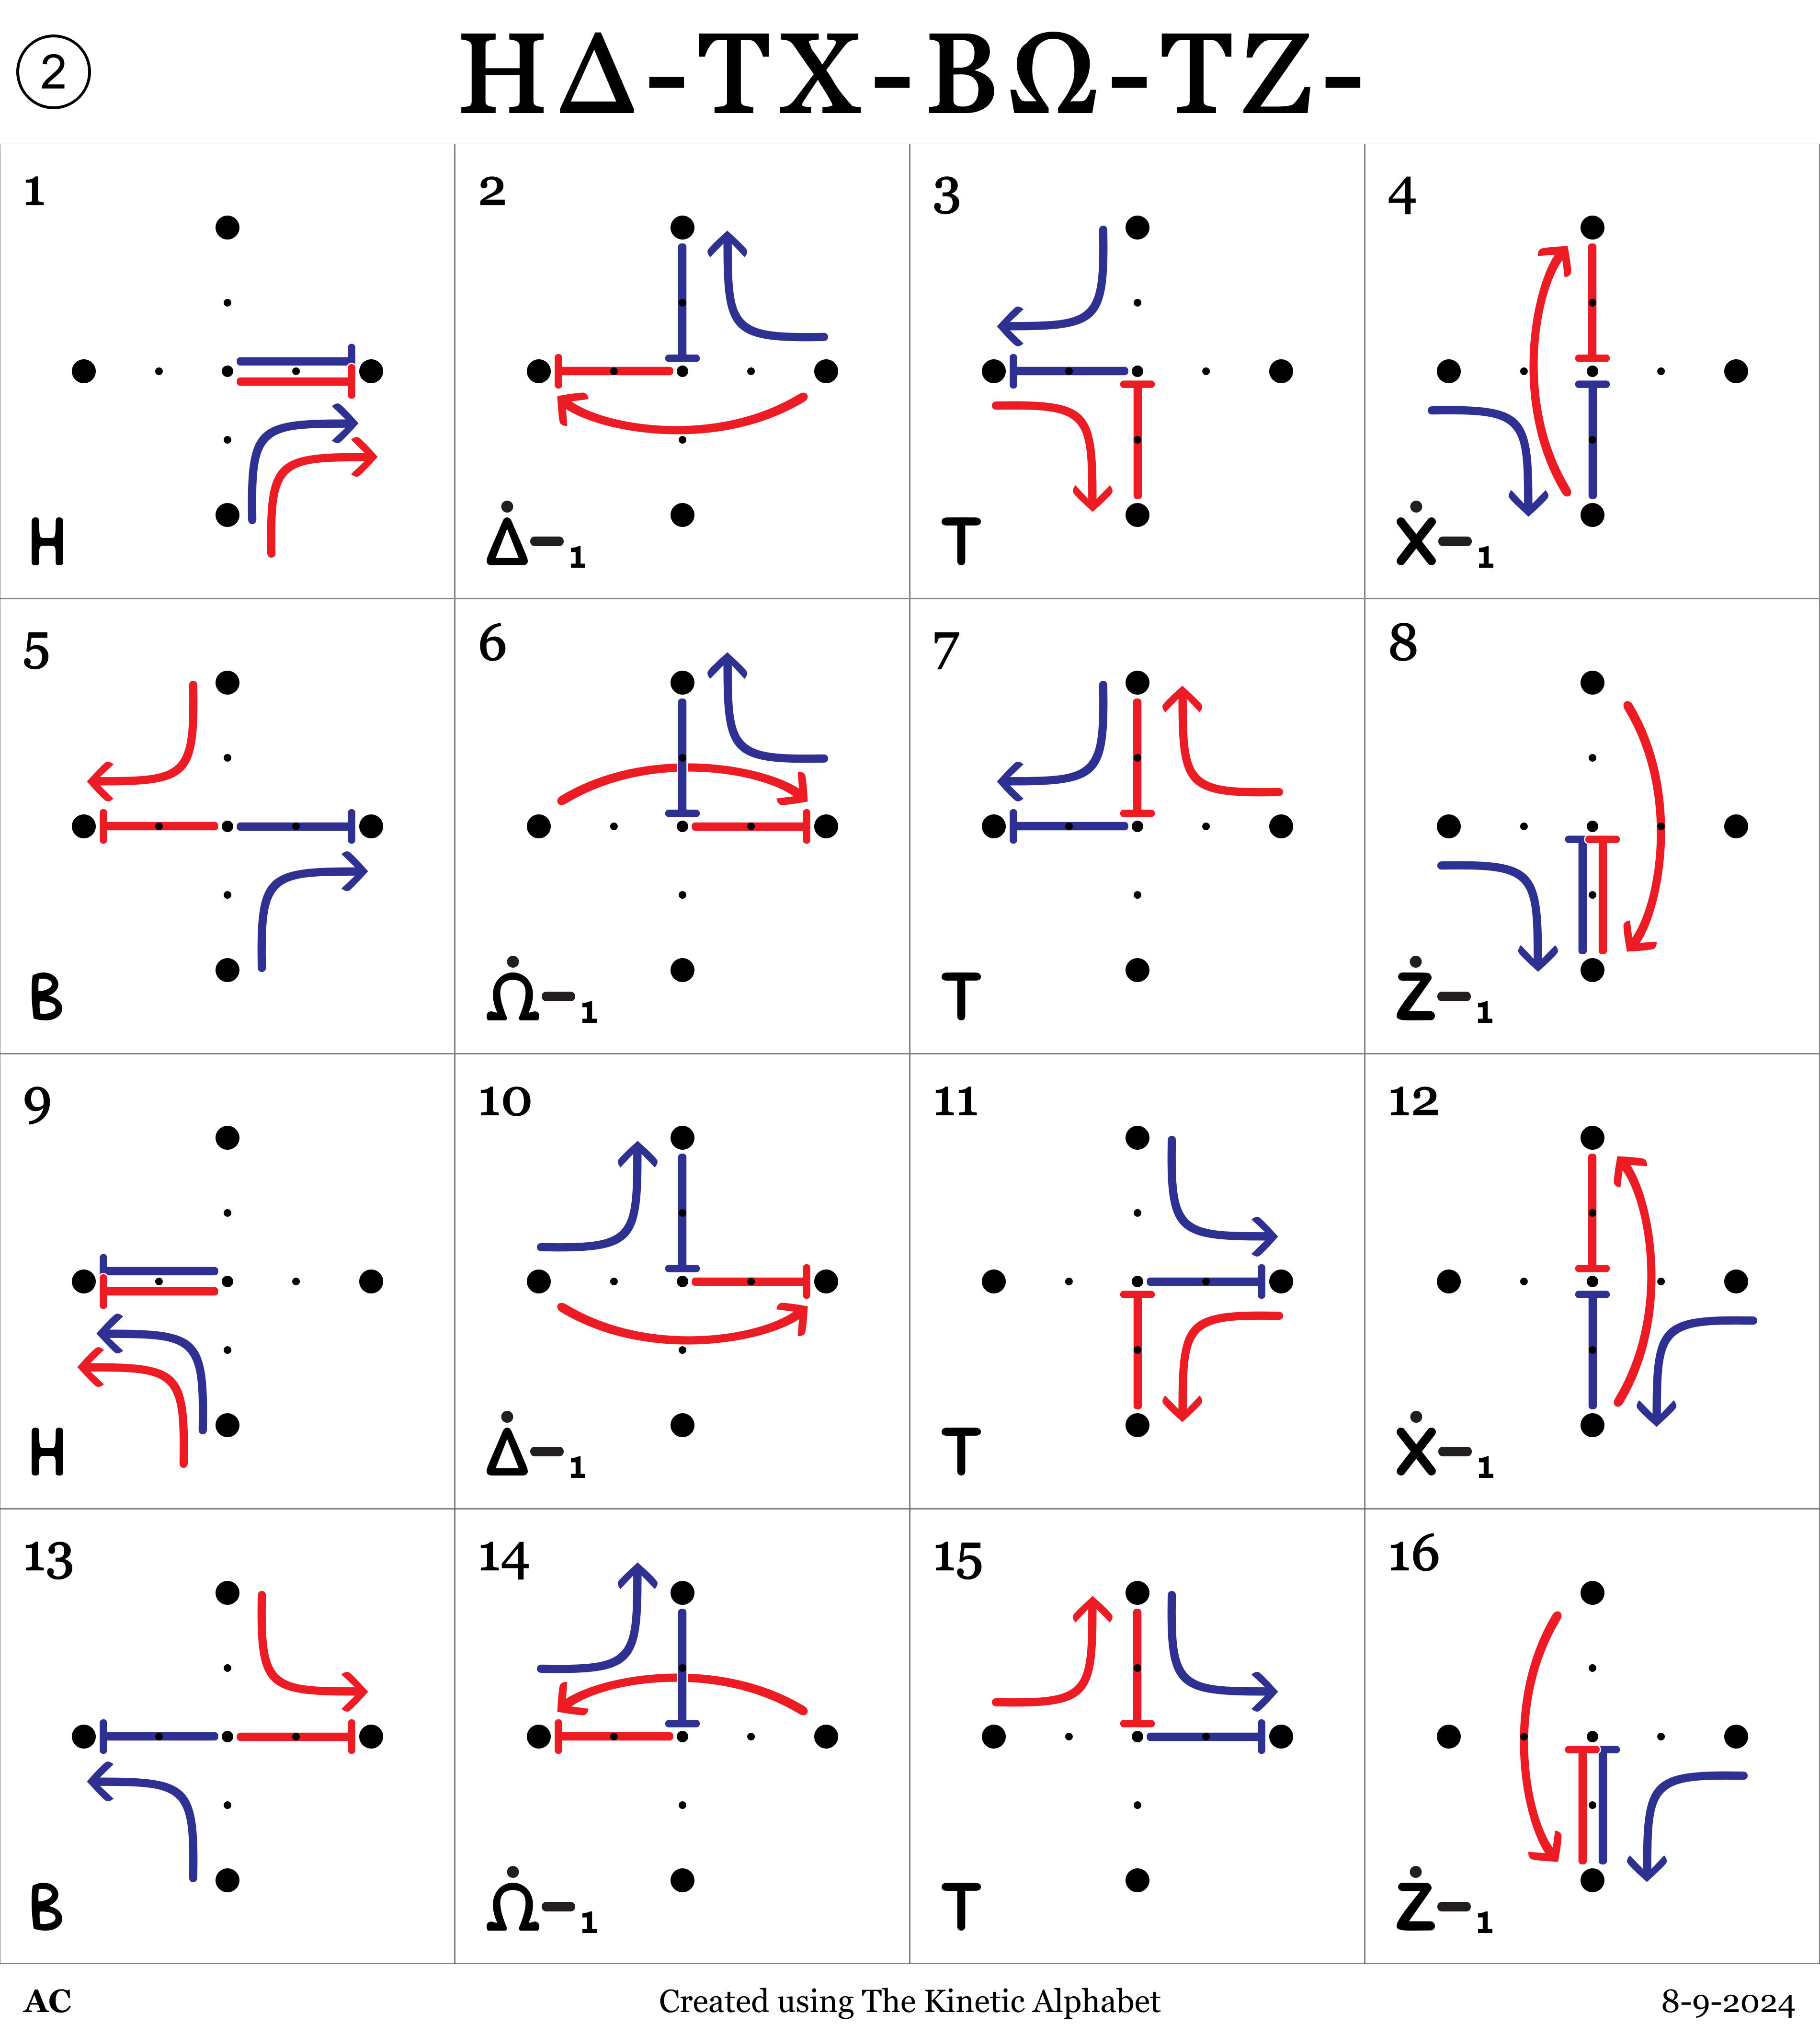 ② HΔ-TX-BΩ-TZ-
1 2 3 4
H Δ̇-₁ T Ẋ-₁
5 6 7 8
B Ω̇-₁ T Ż-₁
9 10 11 12
H Δ̇-₁ T Ẋ-₁
13 14 15 16
B Ω̇-₁ T Ż-₁
AC Created using The Kinetic Alphabet 8-9-2024